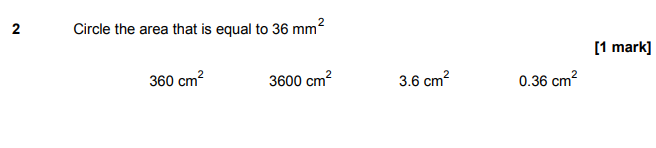 2 Circle the area that is equal to 36 mm²
[1 mark]
360 cm² 3600 cm² 3.6 cm² 0.36 cm²